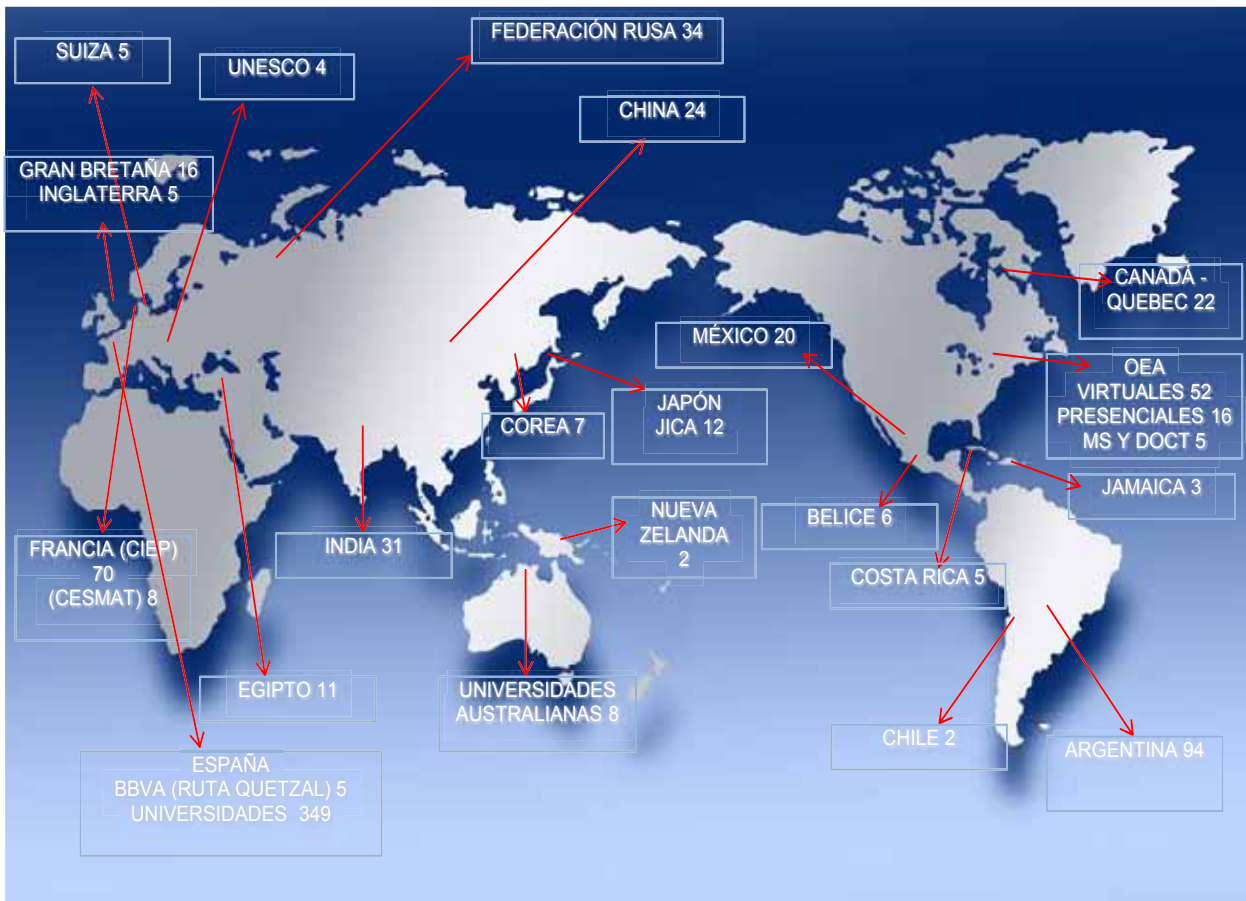 SUIZA 5
UNESCO 4
FEDERACIÓN RUSA 34
CHINA 24
GRAN BRETAÑA 16
INGLATERRA 5
CANADÁ -
QUEBEC 22
MÉXICO 20
OEA
VIRTUALES 52
PRESENCIALES 16
MS Y DOCT 5
COREA 7
JAPÓN
JICA 12
JAMAICA 3
BELICE 6
NUEVA
ZELANDA
2
FRANCIA (CIEP)
70
(CESMAT) 8
INDIA 31
COSTA RICA 5
EGIPTO 11
UNIVERSIDADES
AUSTRALIANAS 8
CHILE 2
ARGENTINA 94
ESPAÑA
BBVA (RUTA QUETZAL) 5
UNIVERSIDADES 349